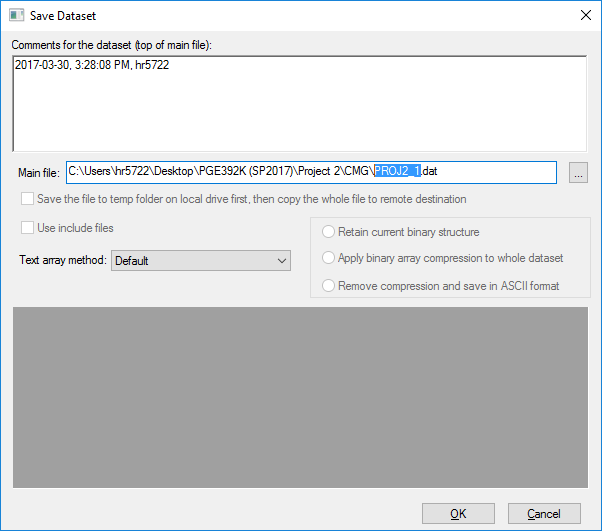 Save Dataset
Comments for the dataset (top of main file):
2017-03-30, 3:28:08 PM, hr5722
Main file: C:\Users\hr5722\Desktop\PGE392K (SP2017)\Project 2\CMG\PROJ2_1.dat ...
Save the file to temp folder on local drive first, then copy the whole file to remote destination
Use include files
Retain current binary structure
Text array method: Default
Apply binary array compression to whole dataset
Remove compression and save in ASCII format
OK Cancel